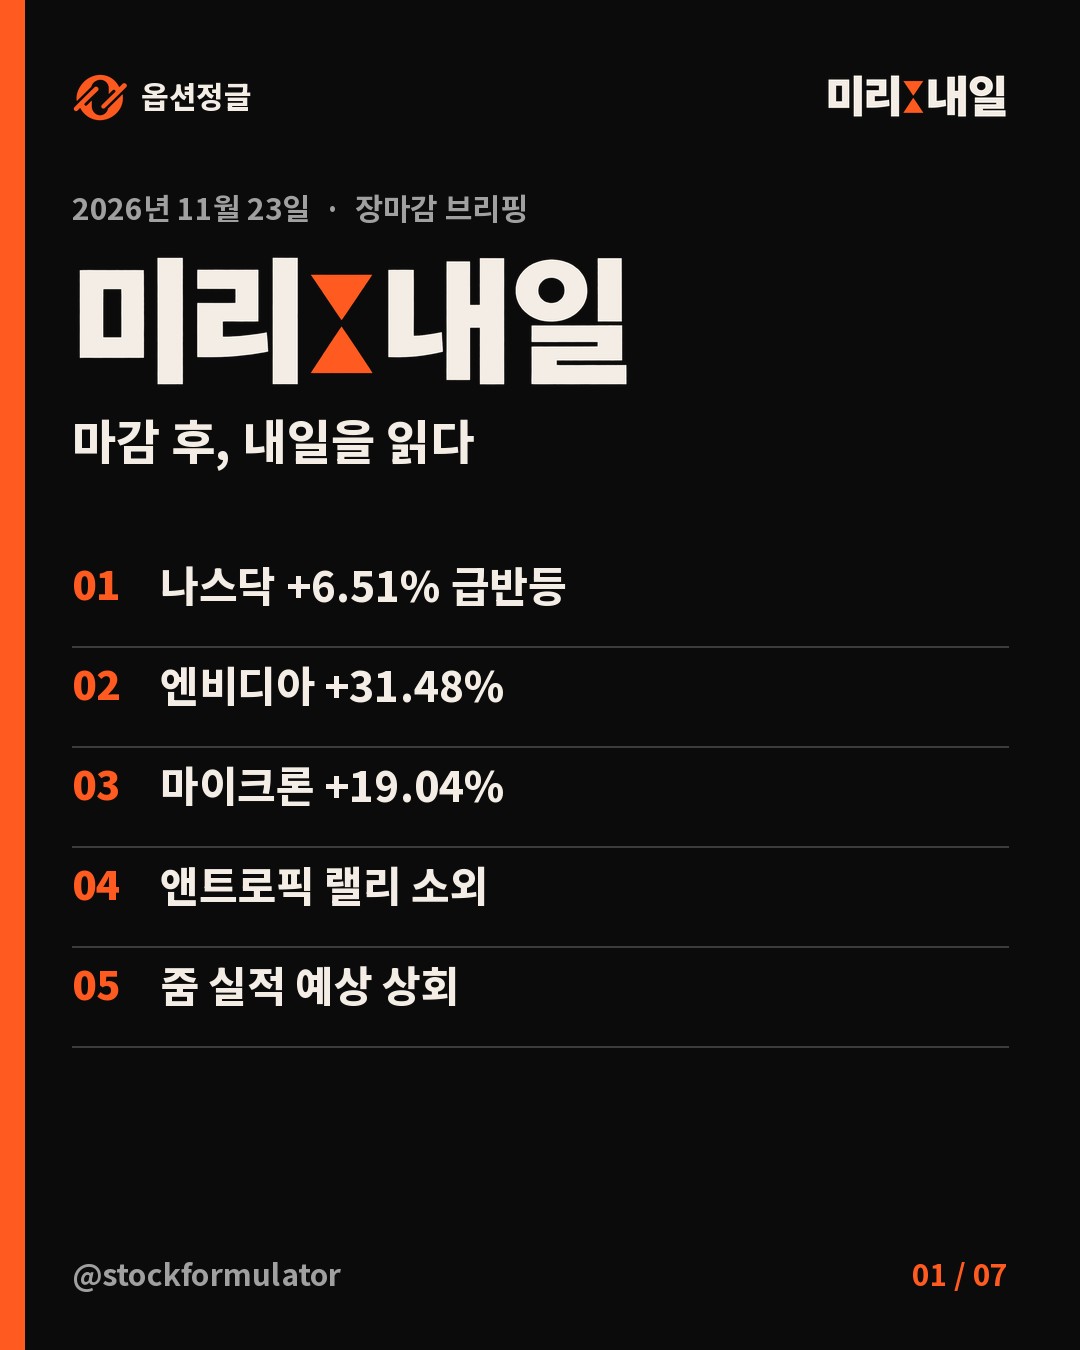 옵션정글
미리 내일
2026년 11월 23일 · 장마감 브리핑
미리 내일
마감 후, 내일을 읽다
01 나스닥 +6.51% 급반등
02 엔비디아 +31.48%
03 마이크론 +19.04%
04 앤트로픽 랠리 소외
05 줌 실적 예상 상회
@stockformulator
01 / 07